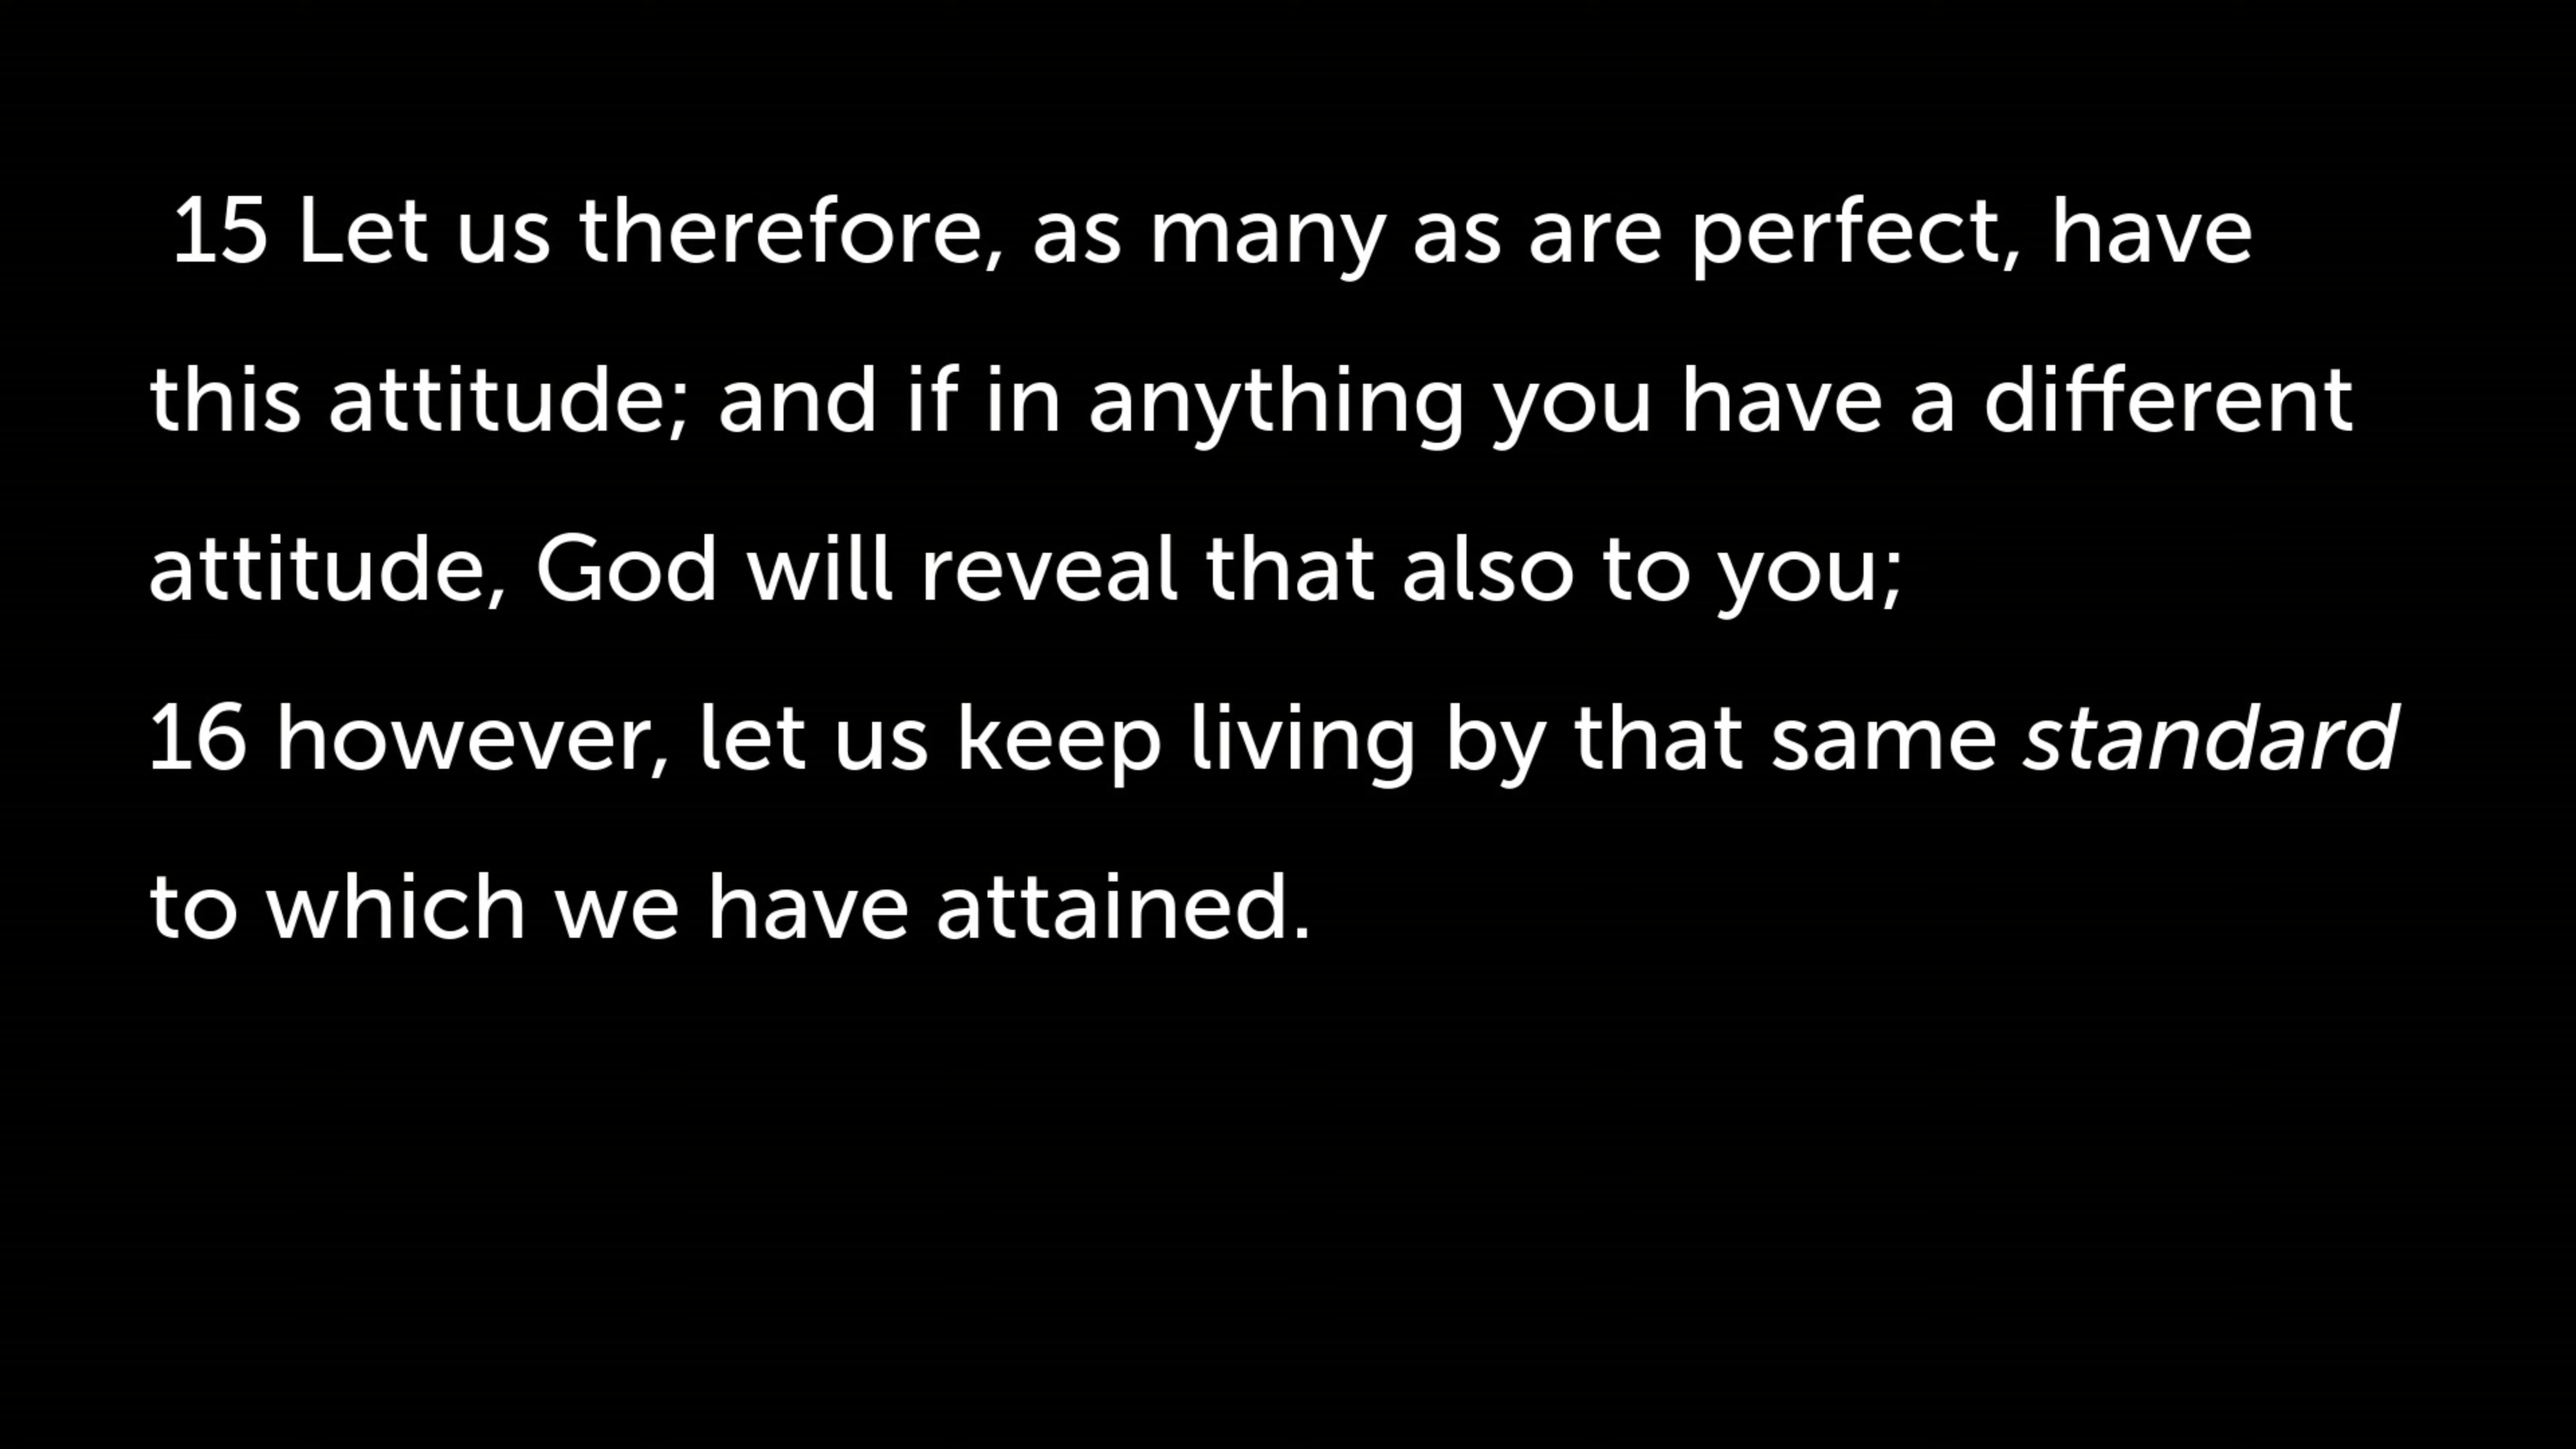 15 Let us therefore, as many as are perfect, have
this attitude; and if in anything you have a different
attitude, God will reveal that also to you;
16 however, let us keep living by that same standard
to which we have attained.